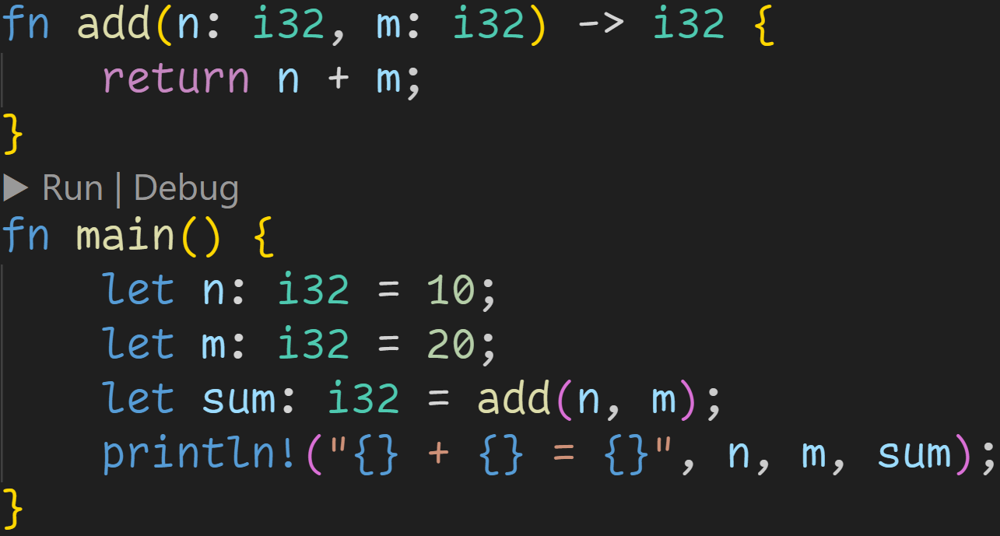 fn add(n: i32, m: i32) -> i32 {
    return n + m;
}
▶ Run | Debug
fn main() {
    let n: i32 = 10;
    let m: i32 = 20;
    let sum: i32 = add(n, m);
    println!("{} + {} = {}", n, m, sum);
}